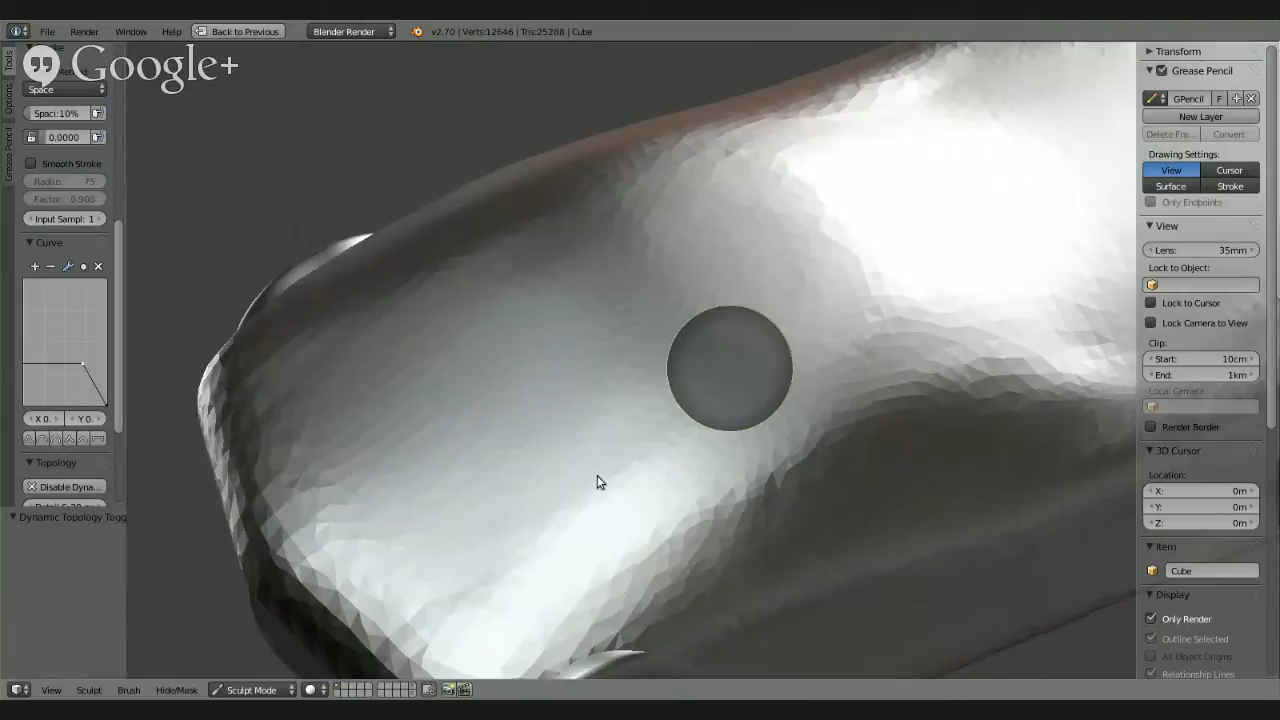 File Render Window Help Back to Previous Blender Render v2.70 | Verts:12646 | Tris:25288 | Cube
Google+
Tools
Options
Grease Pencil
Space
Spaci:10%
0.0000
Smooth Stroke
Radius: 75
Factor: 0.900
Input Sampl: 1
Curve
X 0. Y 0.
Topology
Disable Dyna...
Dynamic Topology Togg
Transform
Grease Pencil
GPencil F
New Layer
Delete Fra... Convert
Drawing Settings:
View Cursor
Surface Stroke
Only Endpoints
View
Lens: 35mm
Lock to Object:
Lock to Cursor
Lock Camera to View
Clip:
Start: 10cm
End: 1km
Local Camera:
Render Border
3D Cursor
Location:
X: 0m
Y: 0m
Z: 0m
Item
Cube
Display
Only Render
Outline Selected
All Object Origins
Relationship Lines
View Sculpt Brush Hide/Mask Sculpt Mode